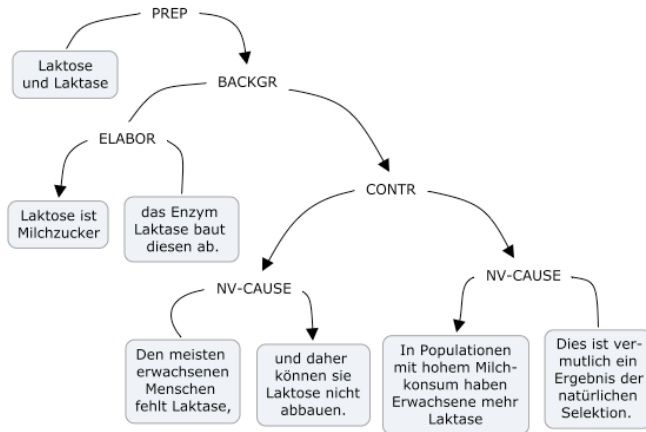 PREP
Laktose
und Laktase
BACKGR
ELABOR
Laktose ist
Milchzucker
das Enzym
Laktase baut
diesen ab.
CONTR
NV-CAUSE
NV-CAUSE
Den meisten
erwachsenen
Menschen
fehlt Laktase,
und daher
können sie
Laktose nicht
abbauen.
In Populationen
mit hohem Milch-
konsum haben
Erwachsene mehr
Laktase
Dies ist ver-
mutlich ein
Ergebnis der
natürlichen
Selektion.